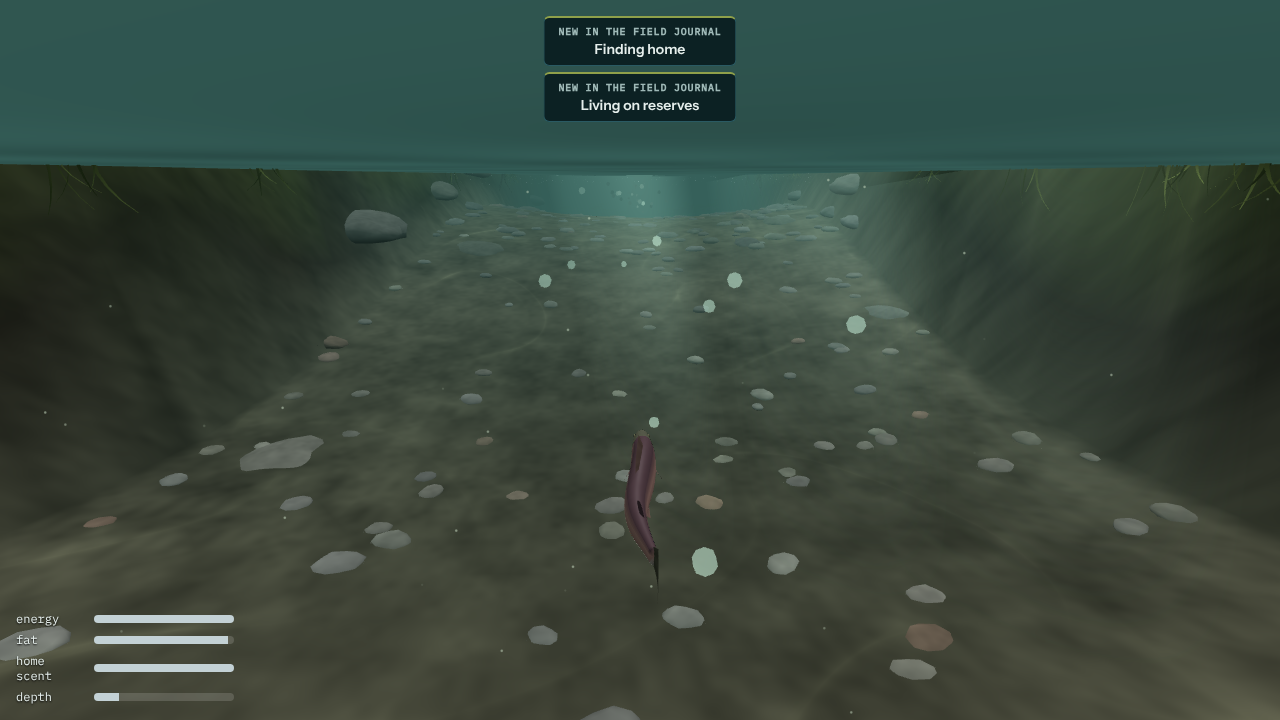 NEW IN THE FIELD JOURNAL
Finding home
NEW IN THE FIELD JOURNAL
Living on reserves
energy
fat
home
scent
depth